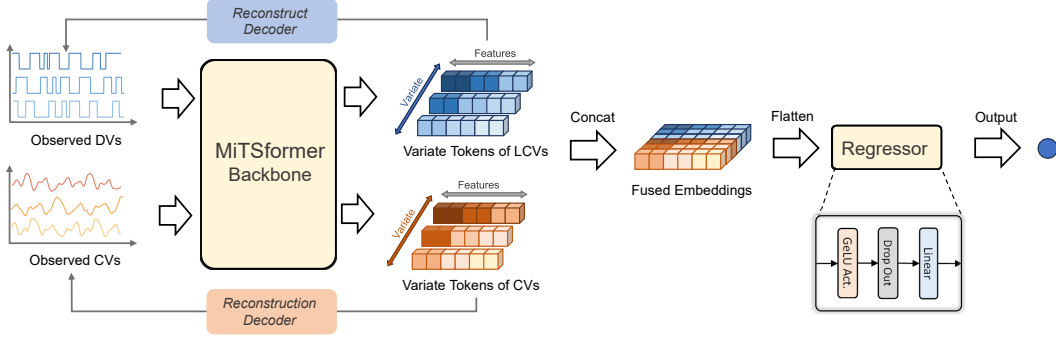 Reconstruct
Decoder
Features
Variate
Observed DVs
MiTSformer
Backbone
Variate Tokens of LCVs
Concat
Flatten
Output
Regressor
Fused Embeddings
Features
Variate
Observed CVs
Variate Tokens of CVs
GeLU Act.
Drop Out
Linear
Reconstruction
Decoder